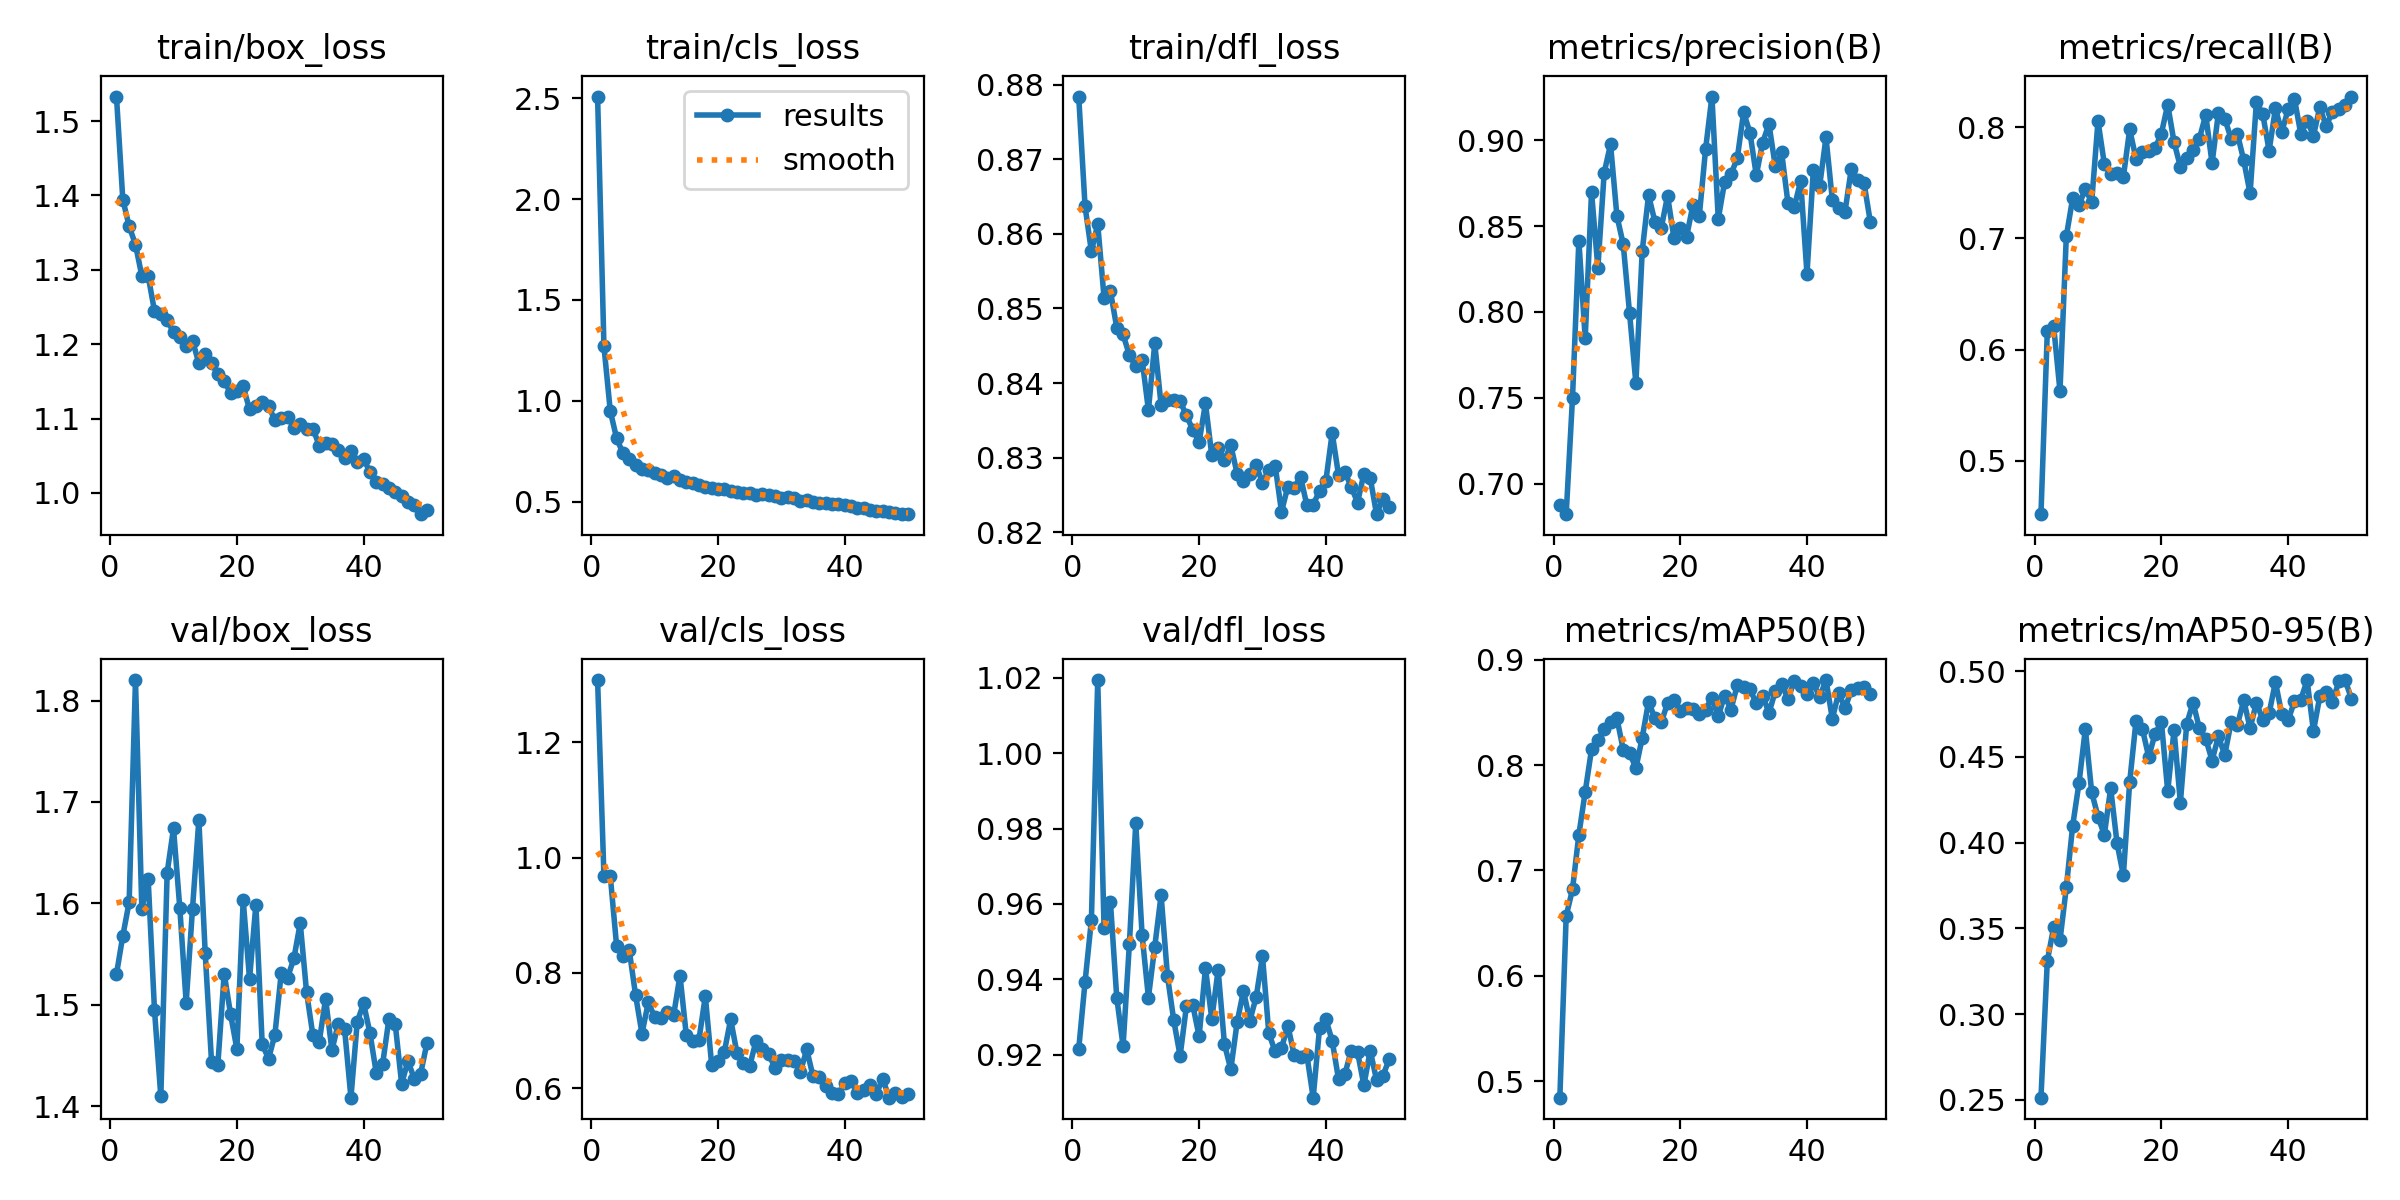 train/box_loss
1.5
1.4
1.3
1.2
1.1
1.0
0 20 40
train/cls_loss
results
smooth
2.5
2.0
1.5
1.0
0.5
0 20 40
train/dfl_loss
0.88
0.87
0.86
0.85
0.84
0.83
0.82
0 20 40
metrics/precision(B)
0.90
0.85
0.80
0.75
0.70
0 20 40
metrics/recall(B)
0.8
0.7
0.6
0.5
0 20 40
val/box_loss
1.8
1.7
1.6
1.5
1.4
0 20 40
val/cls_loss
1.2
1.0
0.8
0.6
0 20 40
val/dfl_loss
1.02
1.00
0.98
0.96
0.94
0.92
0 20 40
metrics/mAP50(B)
0.9
0.8
0.7
0.6
0.5
0 20 40
metrics/mAP50-95(B)
0.50
0.45
0.40
0.35
0.30
0.25
0 20 40